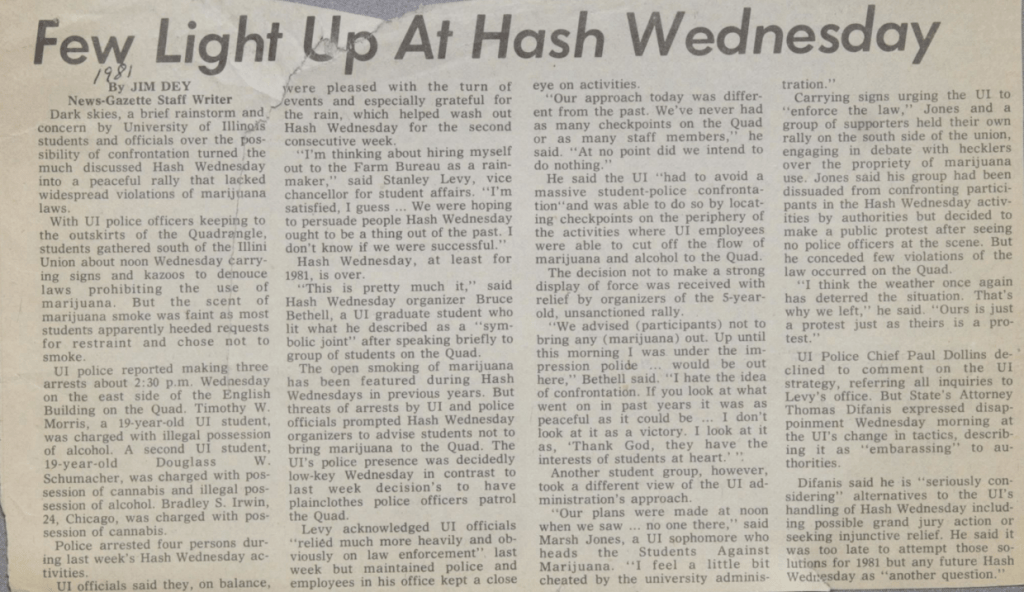 Few Light Up At Hash Wednesday
1981
By JIM DEY
News-Gazette Staff Writer
Dark skies, a brief rainstorm and
concern by University of Illinois
students and officials over the pos-
sibility of confrontation turned the
much discussed Hash Wednesday
into a peaceful rally that lacked
widespread violations of marijuana
laws.
With UI police officers keeping to
the outskirts of the Quadrangle,
students gathered south of the Illini
Union about noon Wednesday carry-
ing signs and kazoos to denouce
laws prohibiting the use of
marijuana. But the scent of
marijuana smoke was faint as most
students apparently heeded requests
for restraint and chose not to
smoke.
UI police reported making three
arrests about 2:30 p.m. Wednesday
on the east side of the English
Building on the Quad. Timothy W.
Morris, a 19-year-old UI student,
was charged with illegal possession
of alcohol. A second UI student,
19-year-old Douglass W.
Schumacher, was charged with pos-
session of cannabis and illegal pos-
session of alcohol. Bradley S. Irwin,
24, Chicago, was charged with pos-
session of cannabis.
Police arrested four persons dur-
ing last week's Hash Wednesday ac-
tivities.
UI officials said they, on balance,
were pleased with the turn of
events and especially grateful for
the rain, which helped wash out
Hash Wednesday for the second
consecutive week.
"I'm thinking about hiring myself
out to the Farm Bureau as a rain-
maker," said Stanley Levy, vice
chancellor for student affairs. "I'm
satisfied, I guess ... We were hoping
to persuade people Hash Wednesday
ought to be a thing out of the past. I
don't know if we were successful."
Hash Wednesday, at least for
1981, is over.
"This is pretty much it," said
Hash Wednesday organizer Bruce
Bethell, a UI graduate student who
lit what he described as a "sym-
bolic joint" after speaking briefly to
group of students on the Quad.
The open smoking of marijuana
has been featured during Hash
Wednesdays in previous years. But
threats of arrests by UI and police
officials prompted Hash Wednesday
organizers to advise students not to
bring marijuana to the Quad. The
UI's police presence was decidedly
low-key Wednesday in contrast to
last week decision's to have
plainclothes police officers patrol
the Quad.
Levy acknowledged UI officials
"relied much more heavily and ob-
viously on law enforcement" last
week but maintained police and
employees in his office kept a close
eye on activities.
"Our approach today was differ-
ent from the past. We've never had
as many checkpoints on the Quad
or as many staff members," he
said. "At no point did we intend to
do nothing."
He said the UI "had to avoid a
massive student-police confronta-
tion"and was able to do so by locat-
ing checkpoints on the periphery of
the activities where UI employees
were able to cut off the flow of
marijuana and alcohol to the Quad.
The decision not to make a strong
display of force was received with
relief by organizers of the 5-year-
old, unsanctioned rally.
"We advised (participants) not to
bring any (marijuana) out. Up until
this morning I was under the im-
pression polide ... would be out
here," Bethell said. "I hate the idea
of confrontation. If you look at what
went on in past years it was as
peaceful as it could be ... I don't
look at it as a victory. I look at it
as, 'Thank God, they have the
interests of students at heart.' "
Another student group, however,
took a different view of the UI ad-
ministration's approach.
"Our plans were made at noon
when we saw ... no one there," said
Marsh Jones, a UI sophomore who
heads the Students Against
Marijuana. "I feel a little bit
cheated by the university adminis-
tration."
Carrying signs urging the UI to
"enforce the law," Jones and a
group of supporters held their own
rally on the south side of the union,
engaging in debate with hecklers
over the propriety of marijuana
use. Jones said his group had been
dissuaded from confronting partici-
pants in the Hash Wednesday activ-
ities by authorities but decided to
make a public protest after seeing
no police officers at the scene. But
he conceded few violations of the
law occurred on the Quad.
"I think the weather once again
has deterred the situation. That's
why we left," he said. "Ours is just
a protest just as theirs is a pro-
test."
UI Police Chief Paul Dollins de-
clined to comment on the UI
strategy, referring all inquiries to
Levy's office. But State's Attorney
Thomas Difanis expressed disap-
poinment Wednesday morning at
the UI's change in tactics, describ-
ing it as "embarassing" to au-
thorities.
Difanis said he is "seriously con-
sidering" alternatives to the UI's
handling of Hash Wednesday includ-
ing possible grand jury action or
seeking injunctive relief. He said it
was too late to attempt those so-
lutions for 1981 but any future Hash
Wednesday as "another question."